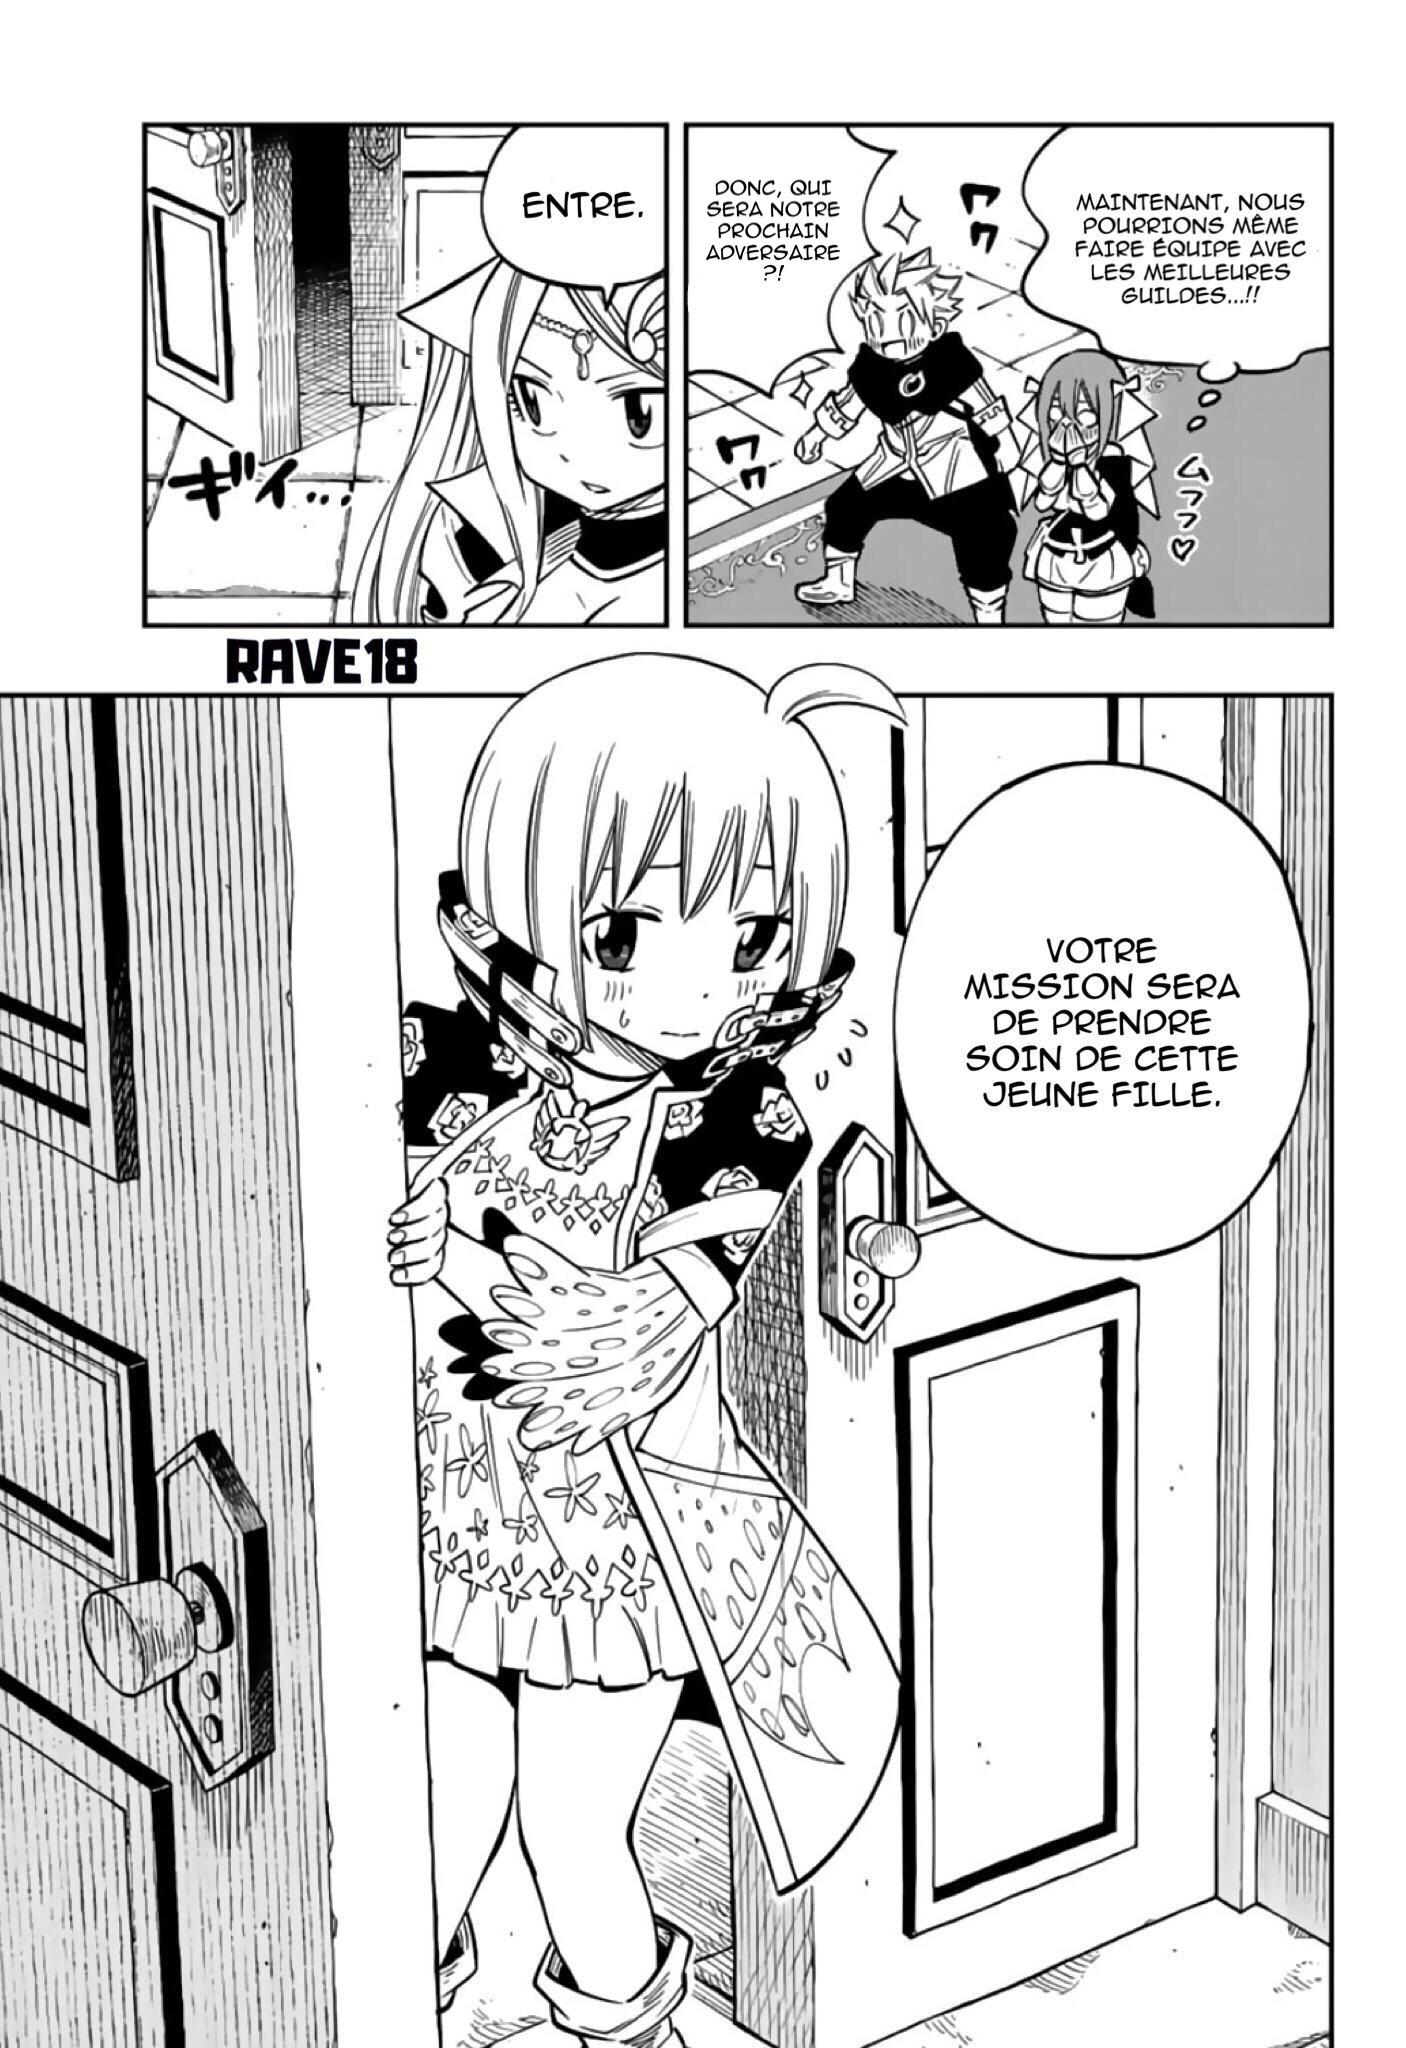 MAINTENANT, NOUS
POURRIONS MÊME
FAIRE ÉQUIPE AVEC
LES MEILLEURES
GUILDES...!!
DONC, QUI
SERA NOTRE
PROCHAIN
ADVERSAIRE
?!
ワク
ワク
ムフフ♡
ENTRE.
ギィ...
RAVE18
VOTRE
MISSION SERA
DE PRENDRE
SOIN DE CETTE
JEUNE FILLE.